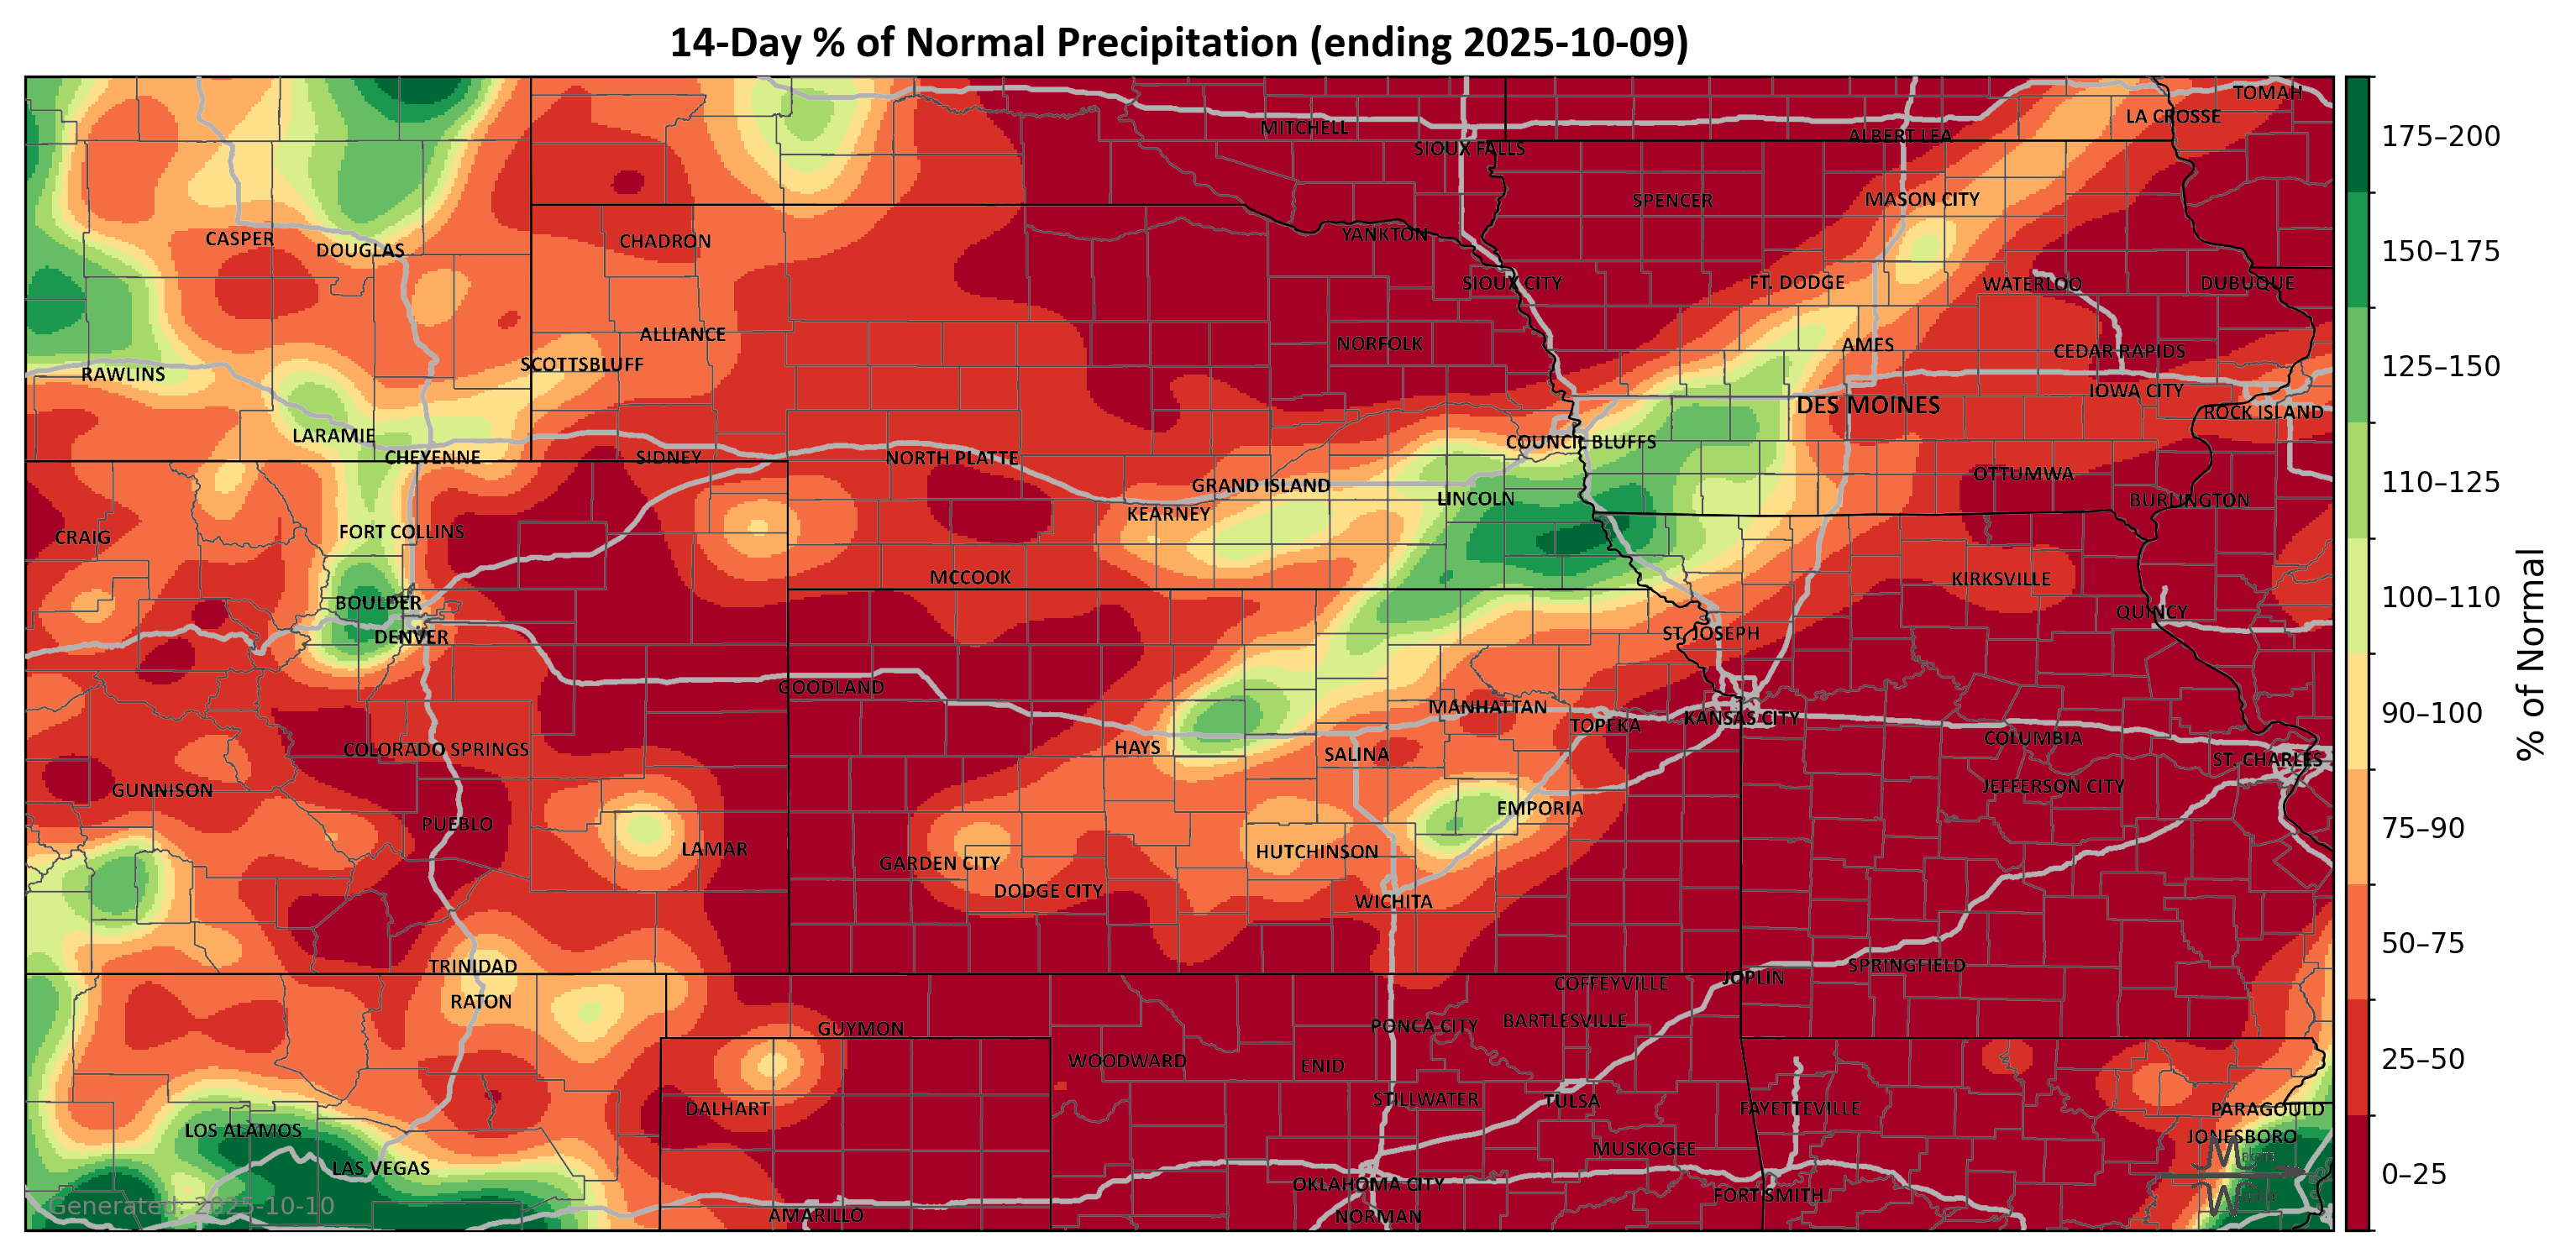 14-Day % of Normal Precipitation (ending 2025-10-09)
TOMAH
LA CROSSE
MITCHELL
ALBERT LEA
SIOUX FALLS
SPENCER
MASON CITY
CASPER
DOUGLAS
CHADRON
YANKTON
SIOUX CITY
FT. DODGE
WATERLOO
DUBUQUE
ALLIANCE
NORFOLK
AMES
CEDAR RAPIDS
SCOTTSBLUFF
RAWLINS
IOWA CITY
DES MOINES
ROCK ISLAND
LARAMIE
COUNCIL BLUFFS
CHEYENNE
SIDNEY
NORTH PLATTE
OTTUMWA
GRAND ISLAND
LINCOLN
BURLINGTON
KEARNEY
FORT COLLINS
CRAIG
MCCOOK
KIRKSVILLE
BOULDER
QUINCY
DENVER
ST. JOSEPH
GOODLAND
MANHATTAN
TOPEKA
KANSAS CITY
COLUMBIA
COLORADO SPRINGS
HAYS
SALINA
ST. CHARLES
GUNNISON
JEFFERSON CITY
EMPORIA
PUEBLO
LAMAR
HUTCHINSON
GARDEN CITY
DODGE CITY
WICHITA
TRINIDAD
SPRINGFIELD
JOPLIN
COFFEYVILLE
RATON
BARTLESVILLE
PONCA CITY
GUYMON
WOODWARD
ENID
STILLWATER
TULSA
DALHART
FAYETTEVILLE
PARAGOULD
LOS ALAMOS
JONESBORO
MUSKOGEE
LAS VEGAS
OKLAHOMA CITY
FORT SMITH
AMARILLO
NORMAN
Generated: 2025-10-10
175–200
150–175
125–150
110–125
100–110
90–100
75–90
50–75
25–50
0–25
% of Normal